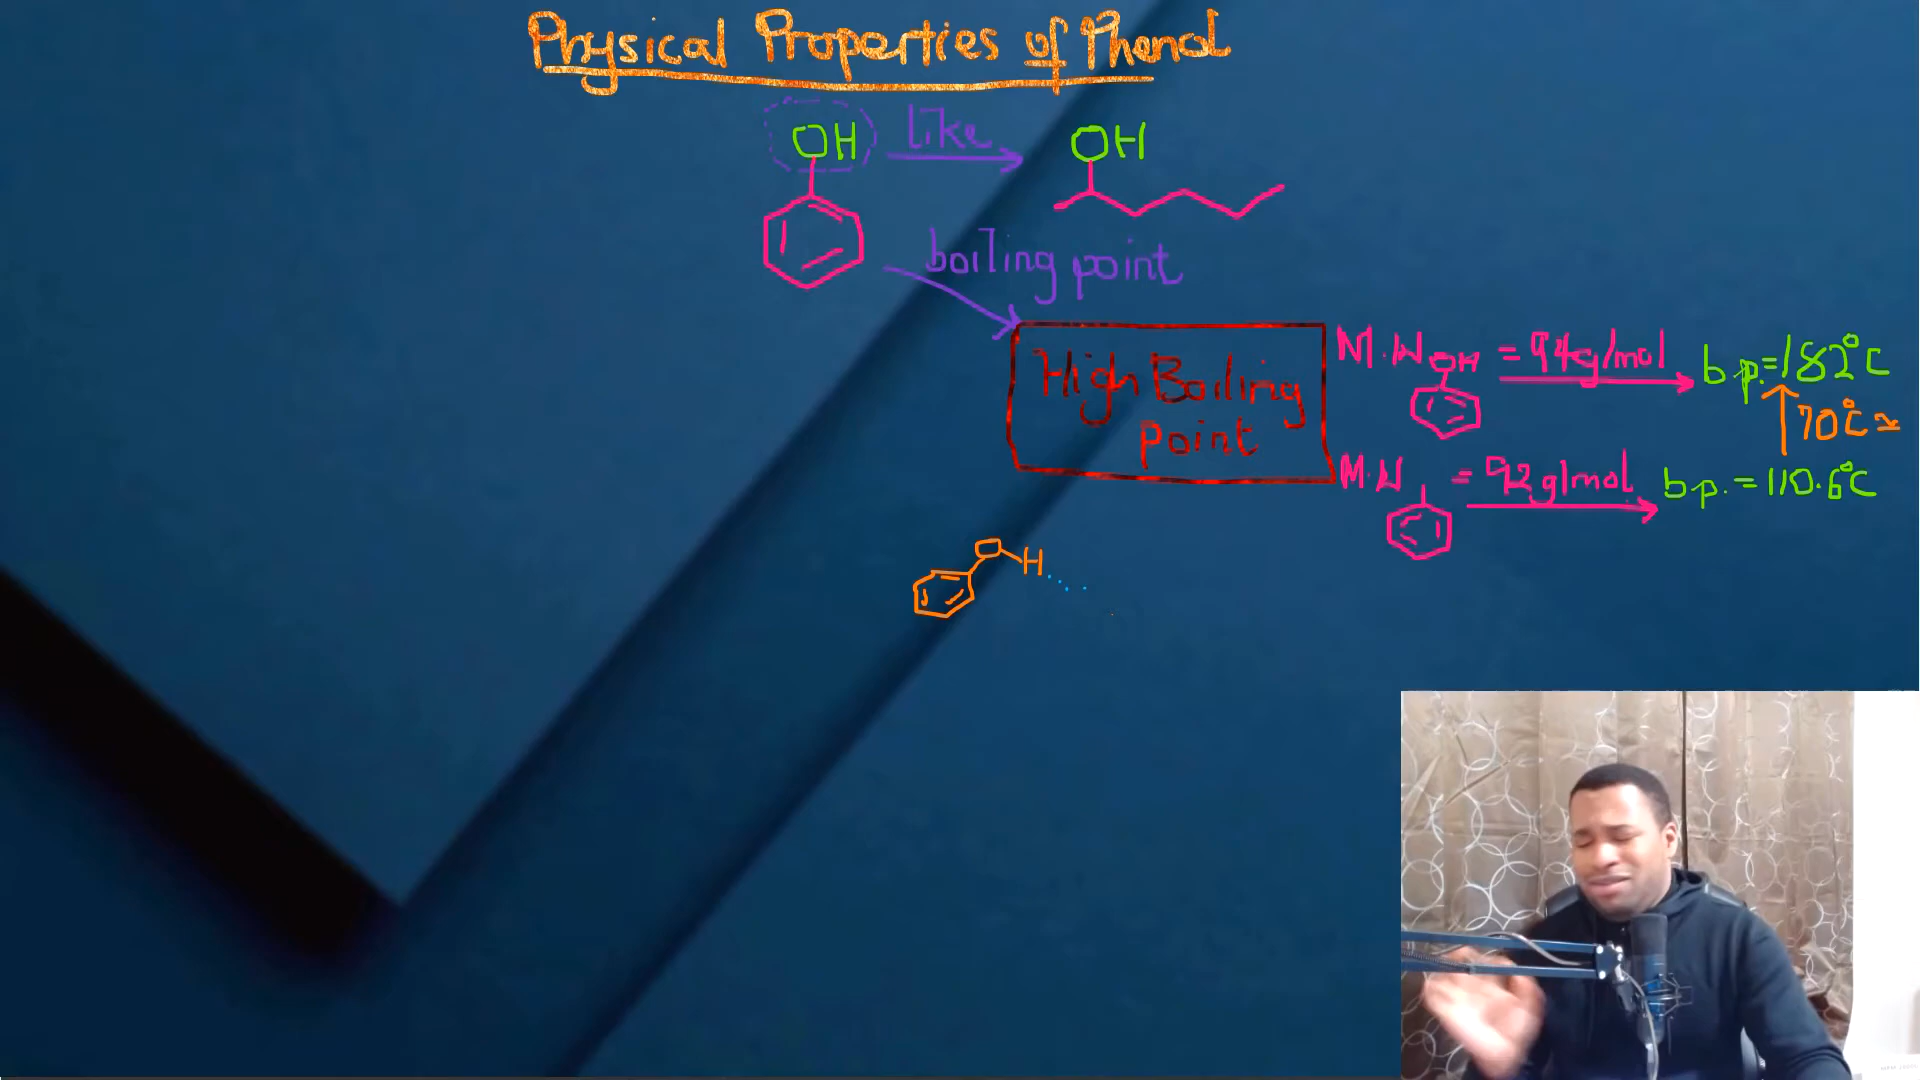 Physical Properties of Phenol
OH like OH
boiling point
High Boiling
point
M.W OH = 94g/mol b.p.=182°C
70°C ≈
M.W = 92g/mol b.p. = 110.6°C
O H